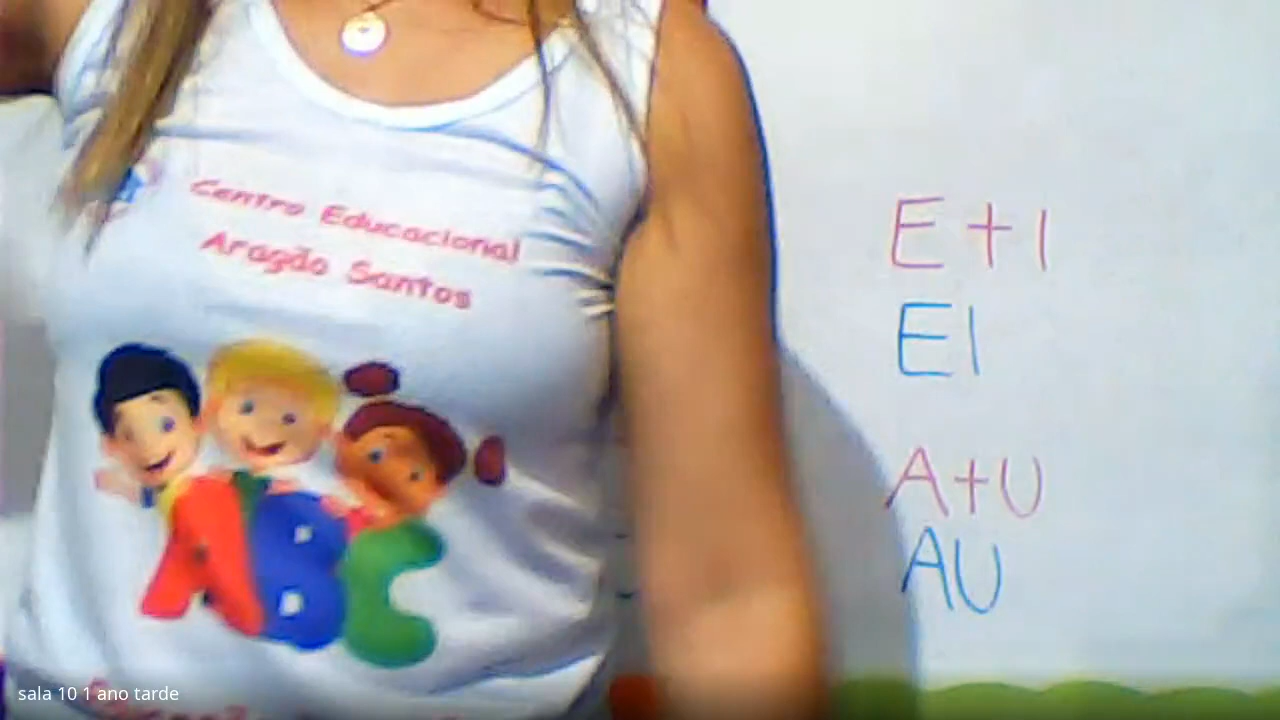 Centro Educacional
Aragão Santos
ABC
E+I
EI
A+U
AU
sala 10 1 ano tarde